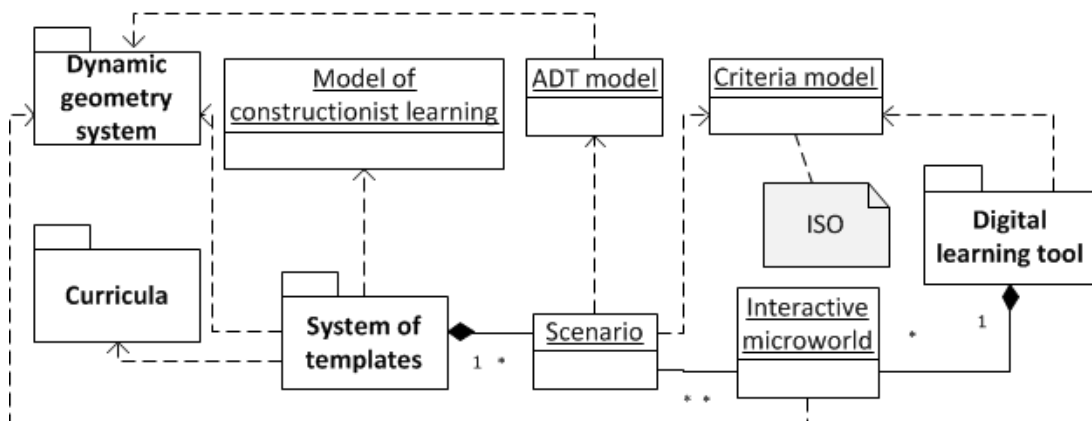 Dynamic
geometry
system
Model of
constructionist learning
ADT model
Criteria model
ISO
Digital
learning tool
Curricula
System of
templates
1 *
Scenario
* *
Interactive
microworld
*
1